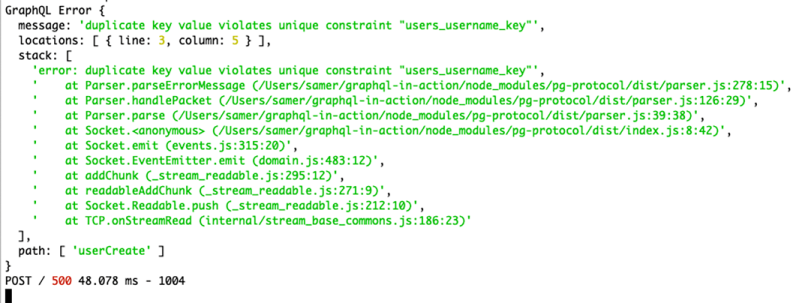 GraphQL Error {
  message: 'duplicate key value violates unique constraint "users_username_key"',
  locations: [ { line: 3, column: 5 } ],
  stack: [
    'error: duplicate key value violates unique constraint "users_username_key"',
    '    at Parser.parseErrorMessage (/Users/samer/graphql-in-action/node_modules/pg-protocol/dist/parser.js:278:15)',
    '    at Parser.handlePacket (/Users/samer/graphql-in-action/node_modules/pg-protocol/dist/parser.js:126:29)',
    '    at Parser.parse (/Users/samer/graphql-in-action/node_modules/pg-protocol/dist/parser.js:39:38)',
    '    at Socket.<anonymous> (/Users/samer/graphql-in-action/node_modules/pg-protocol/dist/index.js:8:42)',
    '    at Socket.emit (events.js:315:20)',
    '    at Socket.EventEmitter.emit (domain.js:483:12)',
    '    at addChunk (_stream_readable.js:295:12)',
    '    at readableAddChunk (_stream_readable.js:271:9)',
    '    at Socket.Readable.push (_stream_readable.js:212:10)',
    '    at TCP.onStreamRead (internal/stream_base_commons.js:186:23)'
  ],
  path: [ 'userCreate' ]
}
POST / 500 48.078 ms - 1004